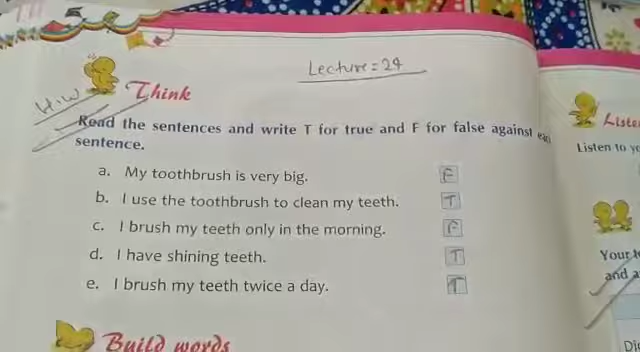 Lecture = 24
H.W
Think
Read the sentences and write T for true and F for false against each
sentence.
a. My toothbrush is very big. F
b. I use the toothbrush to clean my teeth. T
c. I brush my teeth only in the morning. F
d. I have shining teeth. T
e. I brush my teeth twice a day. T
Build words
Listen to
Your
and